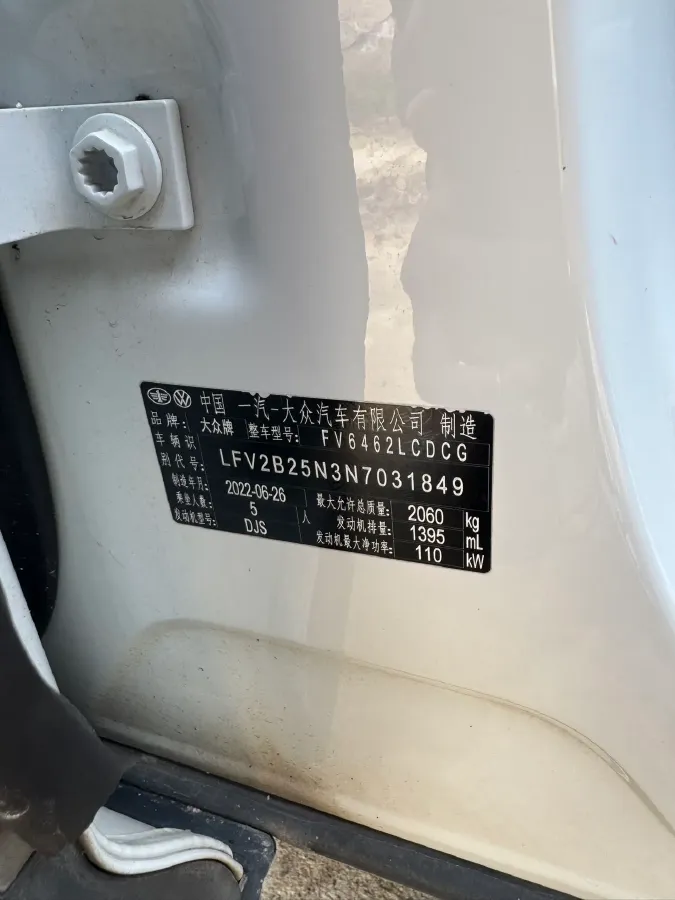 中国 一汽-大众汽车有限公司 制造
品牌: 大众牌 整车型号: FV6462LCDCG
车辆识别代号: LFV2B25N3N7031849
制造年月: 2022-06-26 最大允许总质量: 2060 kg
乘坐人数: 5 人 发动机排量: 1395 mL
发动机型号: DJS 发动机最大净功率: 110 kW